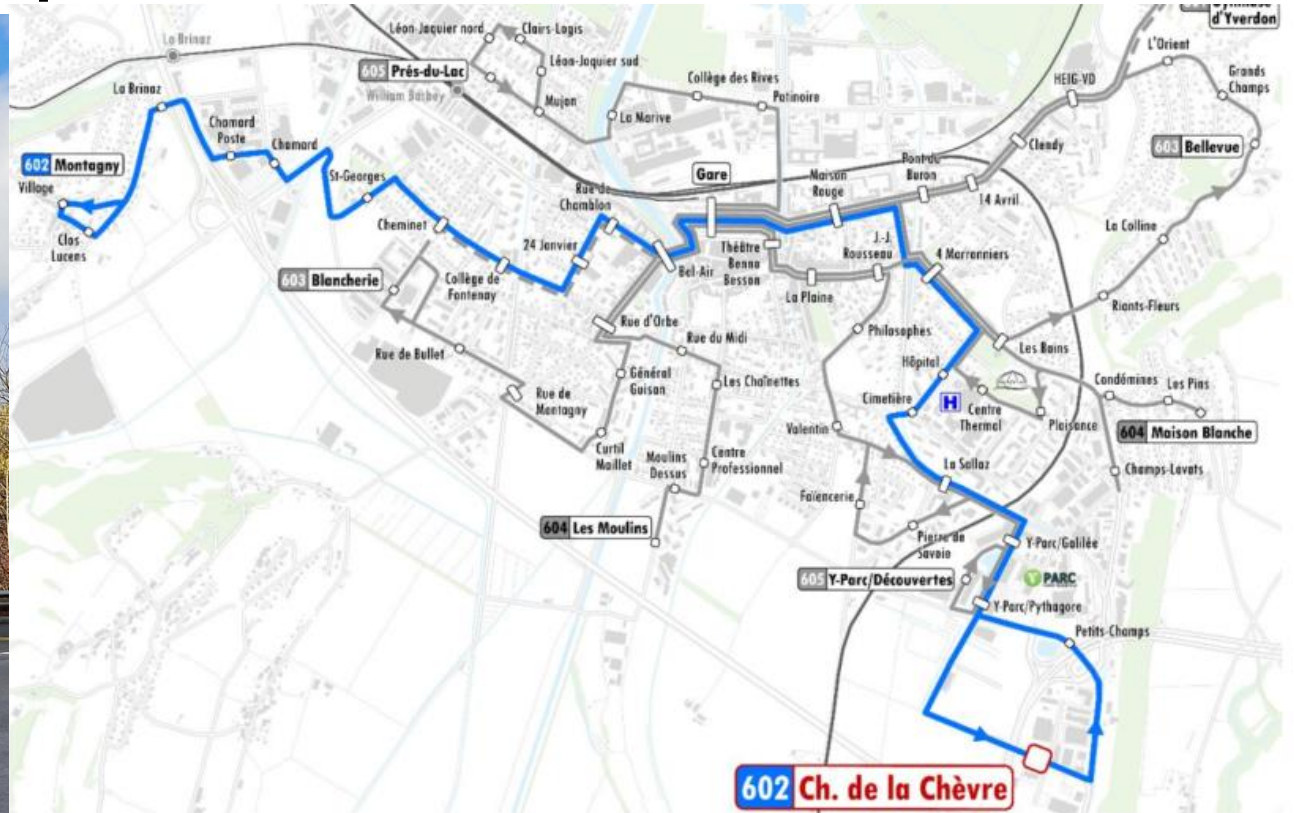 d'Yverdon
La Brinaz
Léon-Jaquier nord
Clairs-Logis
L'Orient
605 Prés-du-Lac
William Barbey
Léon-Jaquier sud
Collège des Rives
HEIG-VD
Grands
Champs
La Brinaz
Mujon
La Marive
Patinoire
Chamard
Poste
Chamard
Clendy
603 Bellevue
602 Montagny
Village
St-Georges
Rue de
Chamblon
Gare
Maison
Rouge
Pont du
Buron
14 Avril
Clos
Lucens
Cheminet
24 Janvier
Bel-Air
Théâtre
Benno
Besson
J.-J.
Rousseau
4 Marronniers
La Colline
603 Blancherie
Collège de
Fontenay
La Plaine
Riants-Fleurs
Rue d'Orbe
Philosophes
Rue de Bullet
Rue du Midi
Les Bains
Rue de
Montagny
Général
Guisan
Les Chaînettes
Hôpital
Condémines
Les Pins
Cimetière
H
Centre
Thermal
Plaisance
604 Maison Blanche
Valentin
Curtil
Maillet
Moulins
Dessus
Centre
Professionnel
La Sallaz
Champs-Lovats
Faïencerie
604 Les Moulins
Pierre de
Savoie
Y-Parc/Galilée
605 Y-Parc/Découvertes
Y PARC
Y-Parc/Pythagore
Petits-Champs
602 Ch. de la Chèvre